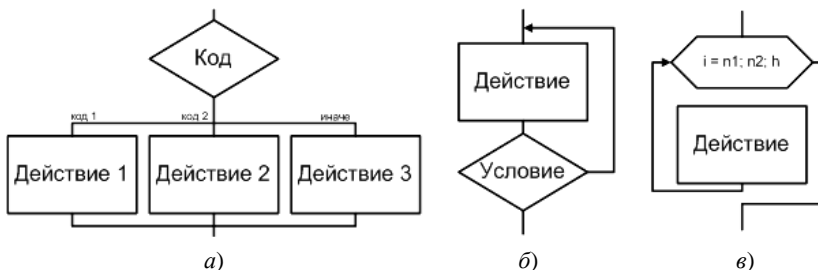 Код
код 1
код 2
иначе
Действие 1
Действие 2
Действие 3
а)
Действие
Условие
б)
i = n1; n2; h
Действие
в)